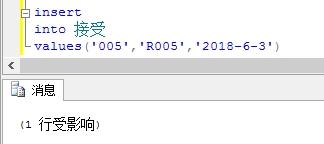 insert
into 接受
values('005','R005','2018-6-3')
消息
(1 行受影响)